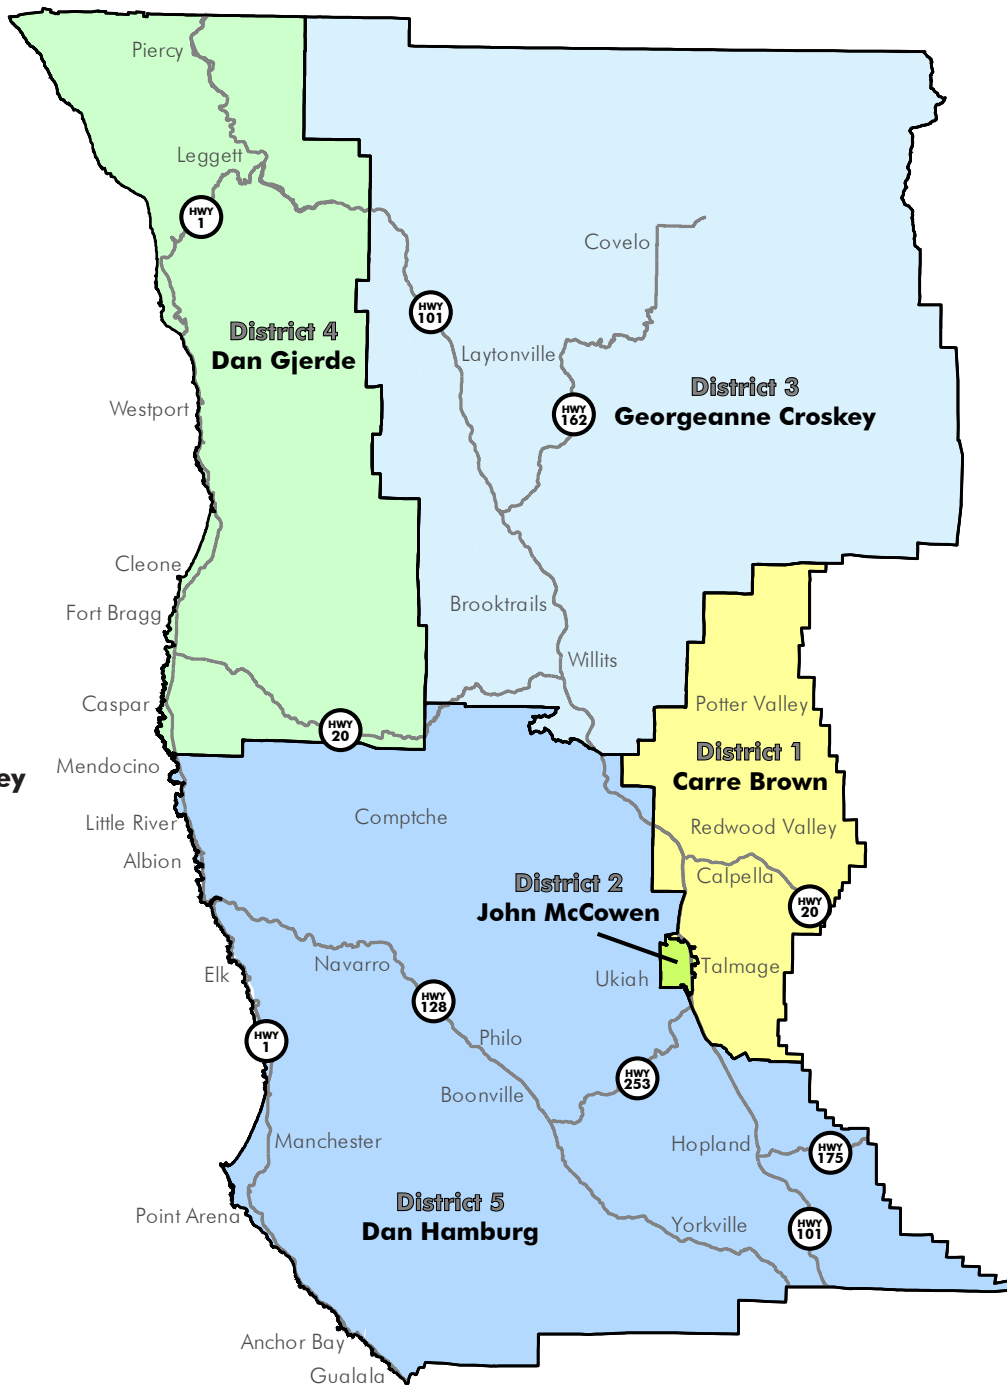 Piercy
Leggett
HWY
1
Covelo
HWY
101
District 4
Dan Gjerde
Laytonville
District 3
Georgeanne Croskey
HWY
162
Westport
Cleone
Fort Bragg
Brooktrails
Willits
Caspar
Potter Valley
HWY
20
District 1
Carre Brown
Mendocino
ey
Little River
Comptche
Redwood Valley
Albion
Calpella
District 2
John McCowen
HWY
20
Navarro
Elk
Ukiah
Talmage
HWY
128
HWY
1
Philo
HWY
253
Boonville
Manchester
Hopland
HWY
175
District 5
Dan Hamburg
Point Arena
Yorkville
HWY
101
Anchor Bay
Gualala